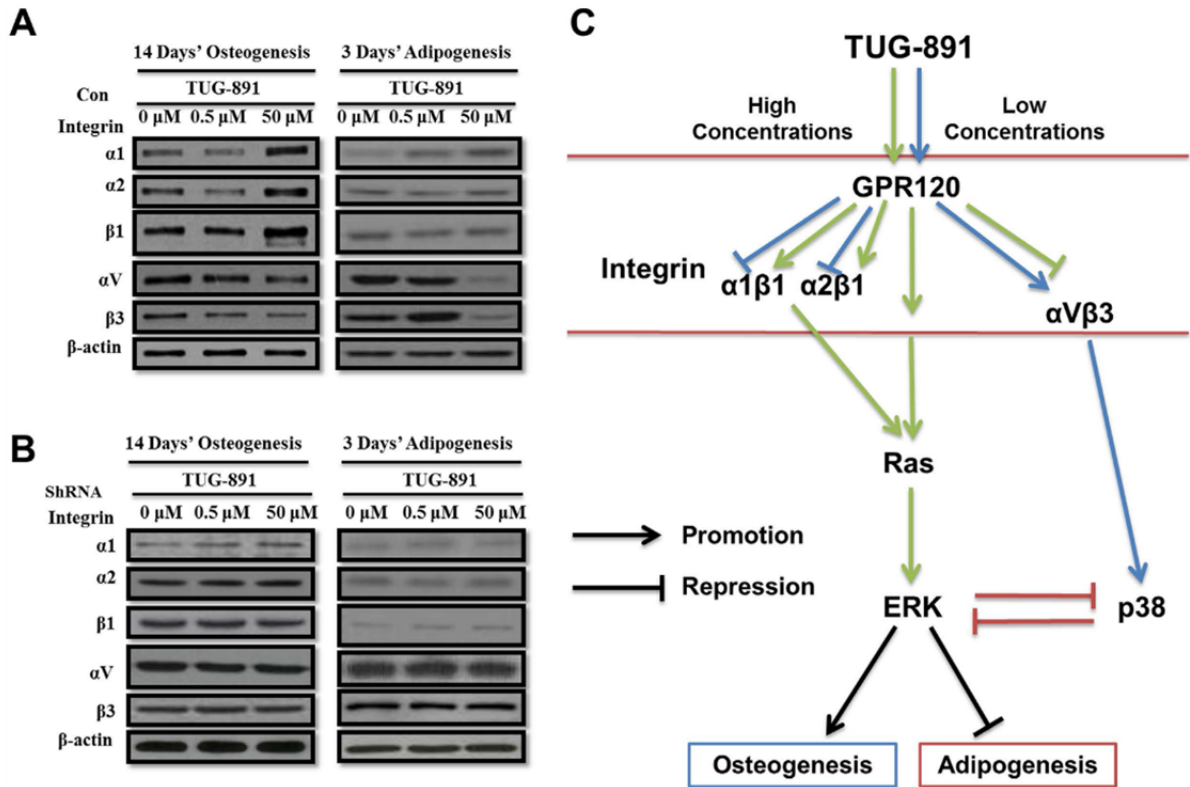 A
14 Days' Osteogenesis 3 Days' Adipogenesis
Con TUG-891 TUG-891
Integrin 0 μM 0.5 μM 50 μM 0 μM 0.5 μM 50 μM
α1
α2
β1
αV
β3
β-actin
B
14 Days' Osteogenesis 3 Days' Adipogenesis
ShRNA TUG-891 TUG-891
Integrin 0 μM 0.5 μM 50 μM 0 μM 0.5 μM 50 μM
α1
α2
β1
αV
β3
β-actin
C
TUG-891
High Low
Concentrations Concentrations
GPR120
Integrin α1β1 α2β1
αVβ3
Ras
Promotion
Repression
ERK p38
Osteogenesis Adipogenesis